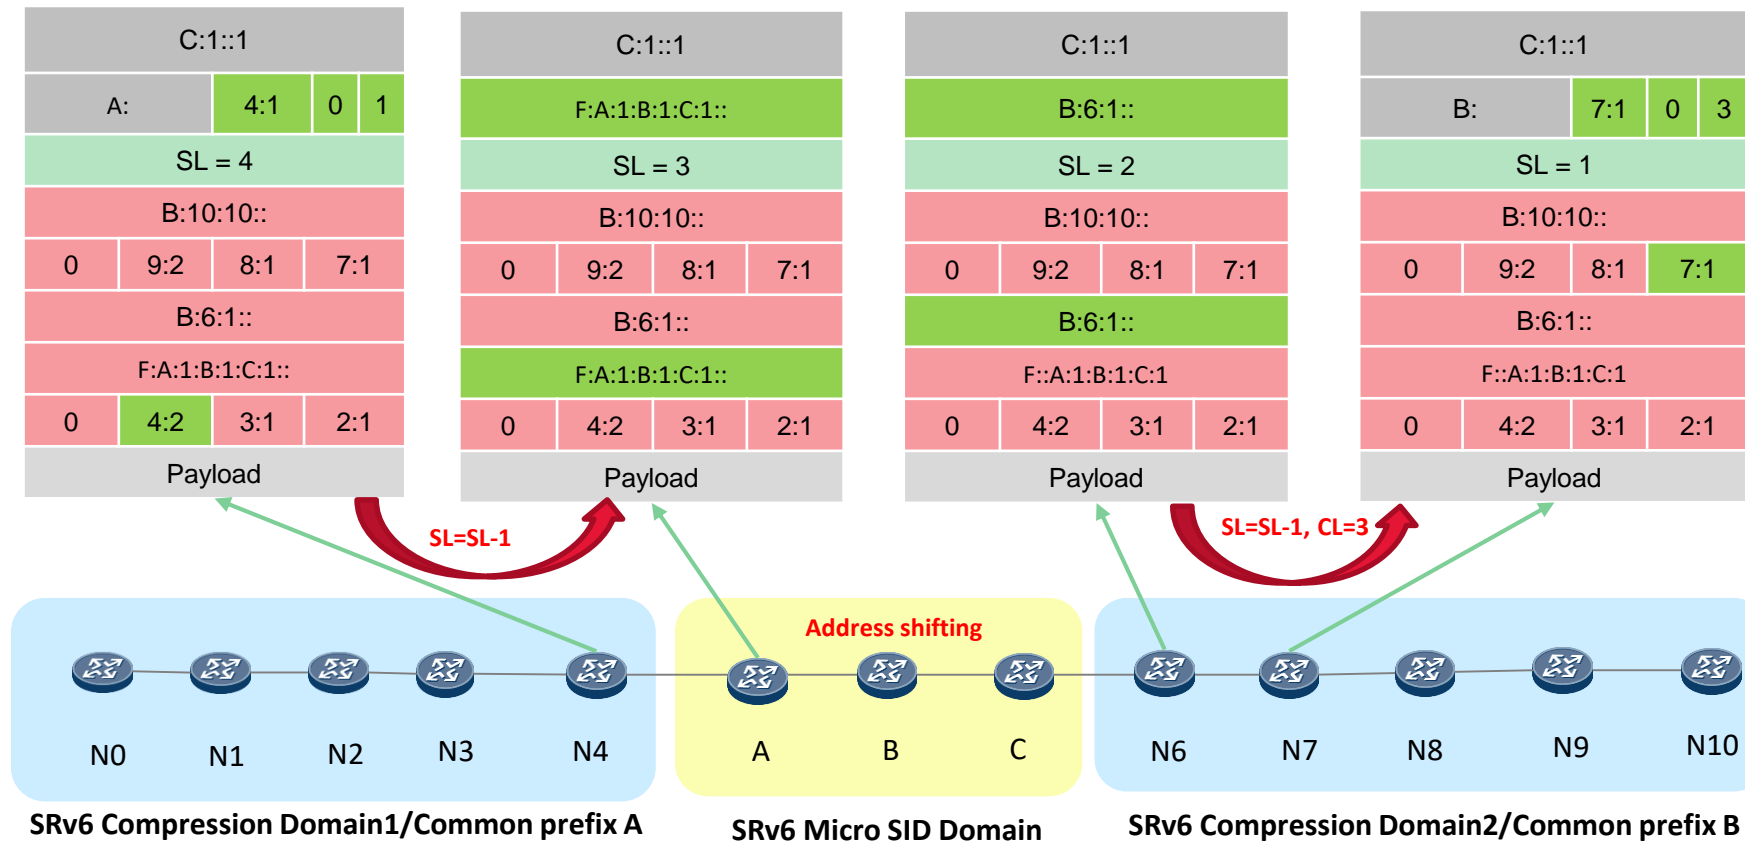 C:1::1
A: 4:1 0 1
SL = 4
B:10:10::
0 9:2 8:1 7:1
B:6:1::
F:A:1:B:1:C:1::
0 4:2 3:1 2:1
Payload
C:1::1
F:A:1:B:1:C:1::
SL = 3
B:10:10::
0 9:2 8:1 7:1
B:6:1::
F:A:1:B:1:C:1::
0 4:2 3:1 2:1
Payload
C:1::1
B:6:1::
SL = 2
B:10:10::
0 9:2 8:1 7:1
B:6:1::
F::A:1:B:1:C:1
0 4:2 3:1 2:1
Payload
C:1::1
B: 7:1 0 3
SL = 1
B:10:10::
0 9:2 8:1 7:1
B:6:1::
F::A:1:B:1:C:1
0 4:2 3:1 2:1
Payload
SL=SL-1
SL=SL-1, CL=3
Address shifting
N0 N1 N2 N3 N4 A B C N6 N7 N8 N9 N10
SRv6 Compression Domain1/Common prefix A
SRv6 Micro SID Domain
SRv6 Compression Domain2/Common prefix B